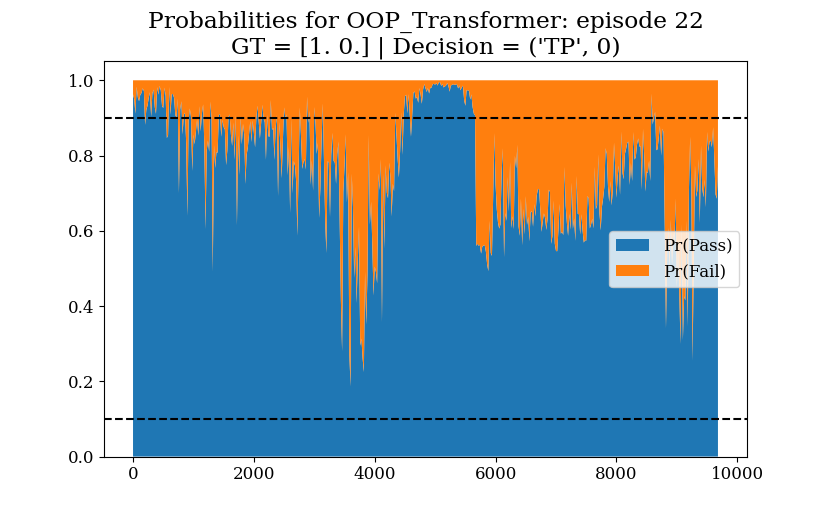 Probabilities for OOP_Transformer: episode 22
GT = [1. 0.] | Decision = ('TP', 0)
1.0
0.8
0.6
0.4
0.2
0.0
Pr(Pass)
Pr(Fail)
0 2000 4000 6000 8000 10000